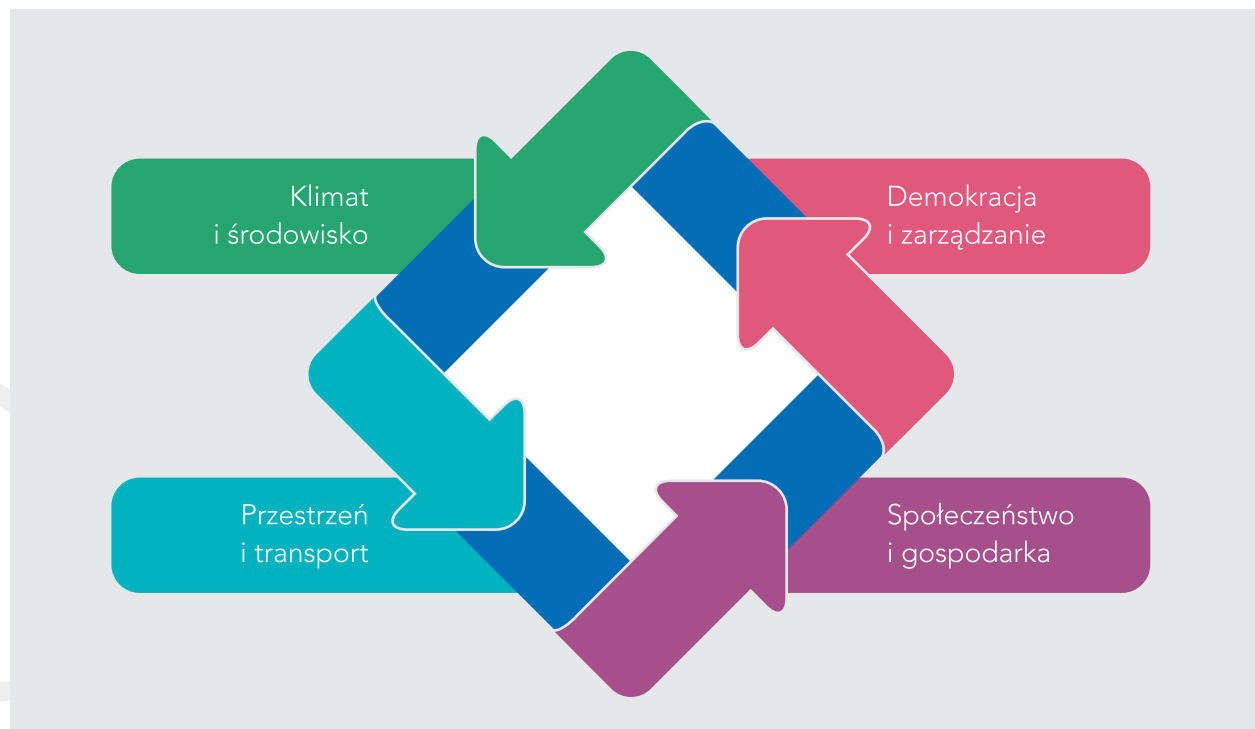 Klimat
i środowisko
Demokracja
i zarządzanie
Przestrzeń
i transport
Społeczeństwo
i gospodarka